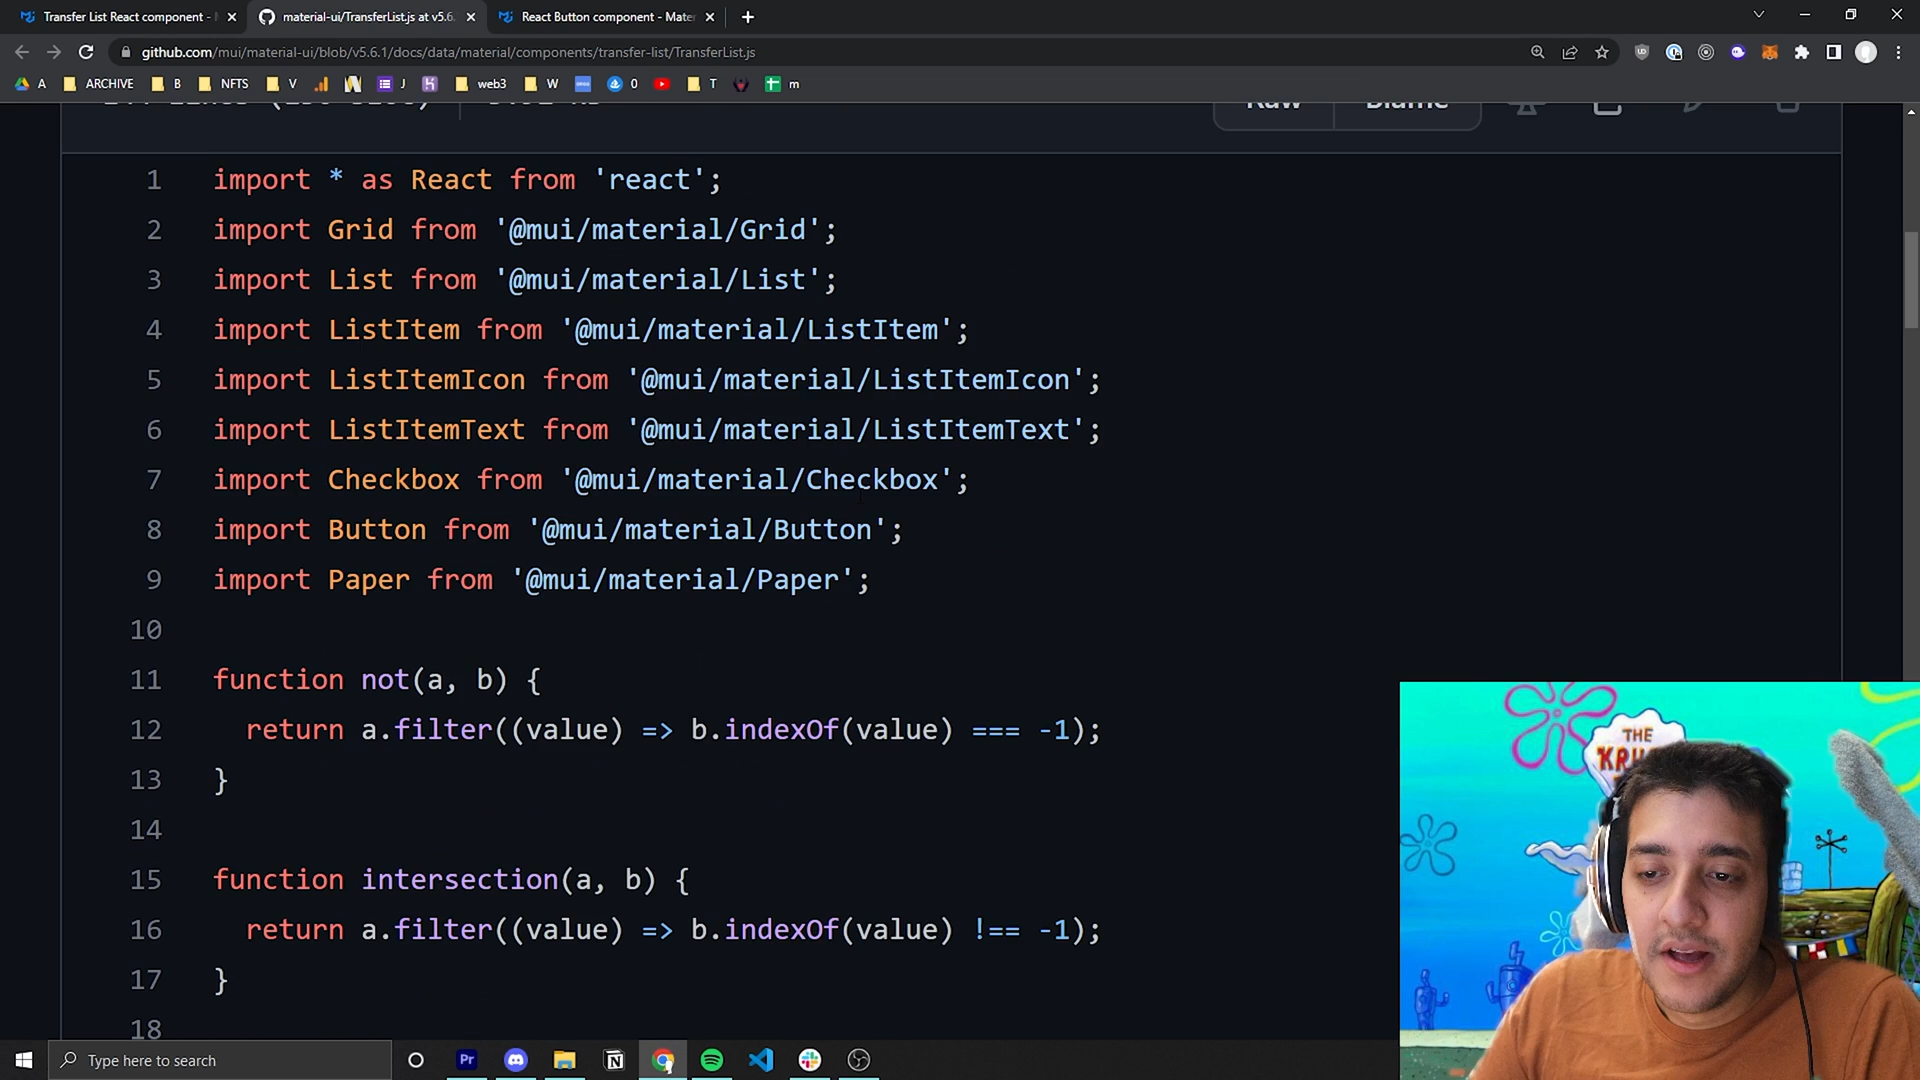 Transfer List React component -
material-ui/TransferList.js at v5.6.
React Button component - Mate
github.com/mui/material-ui/blob/v5.6.1/docs/data/material/components/transfer-list/TransferList.js
A
ARCHIVE
B
NFTS
V
J
web3
W
0
T
m
Raw
Blame
1 import * as React from 'react';
2 import Grid from '@mui/material/Grid';
3 import List from '@mui/material/List';
4 import ListItem from '@mui/material/ListItem';
5 import ListItemIcon from '@mui/material/ListItemIcon';
6 import ListItemText from '@mui/material/ListItemText';
7 import Checkbox from '@mui/material/Checkbox';
8 import Button from '@mui/material/Button';
9 import Paper from '@mui/material/Paper';
10
11 function not(a, b) {
12 return a.filter((value) => b.indexOf(value) === -1);
13 }
14
15 function intersection(a, b) {
16 return a.filter((value) => b.indexOf(value) !== -1);
17 }
18
THE
Type here to search
Pr